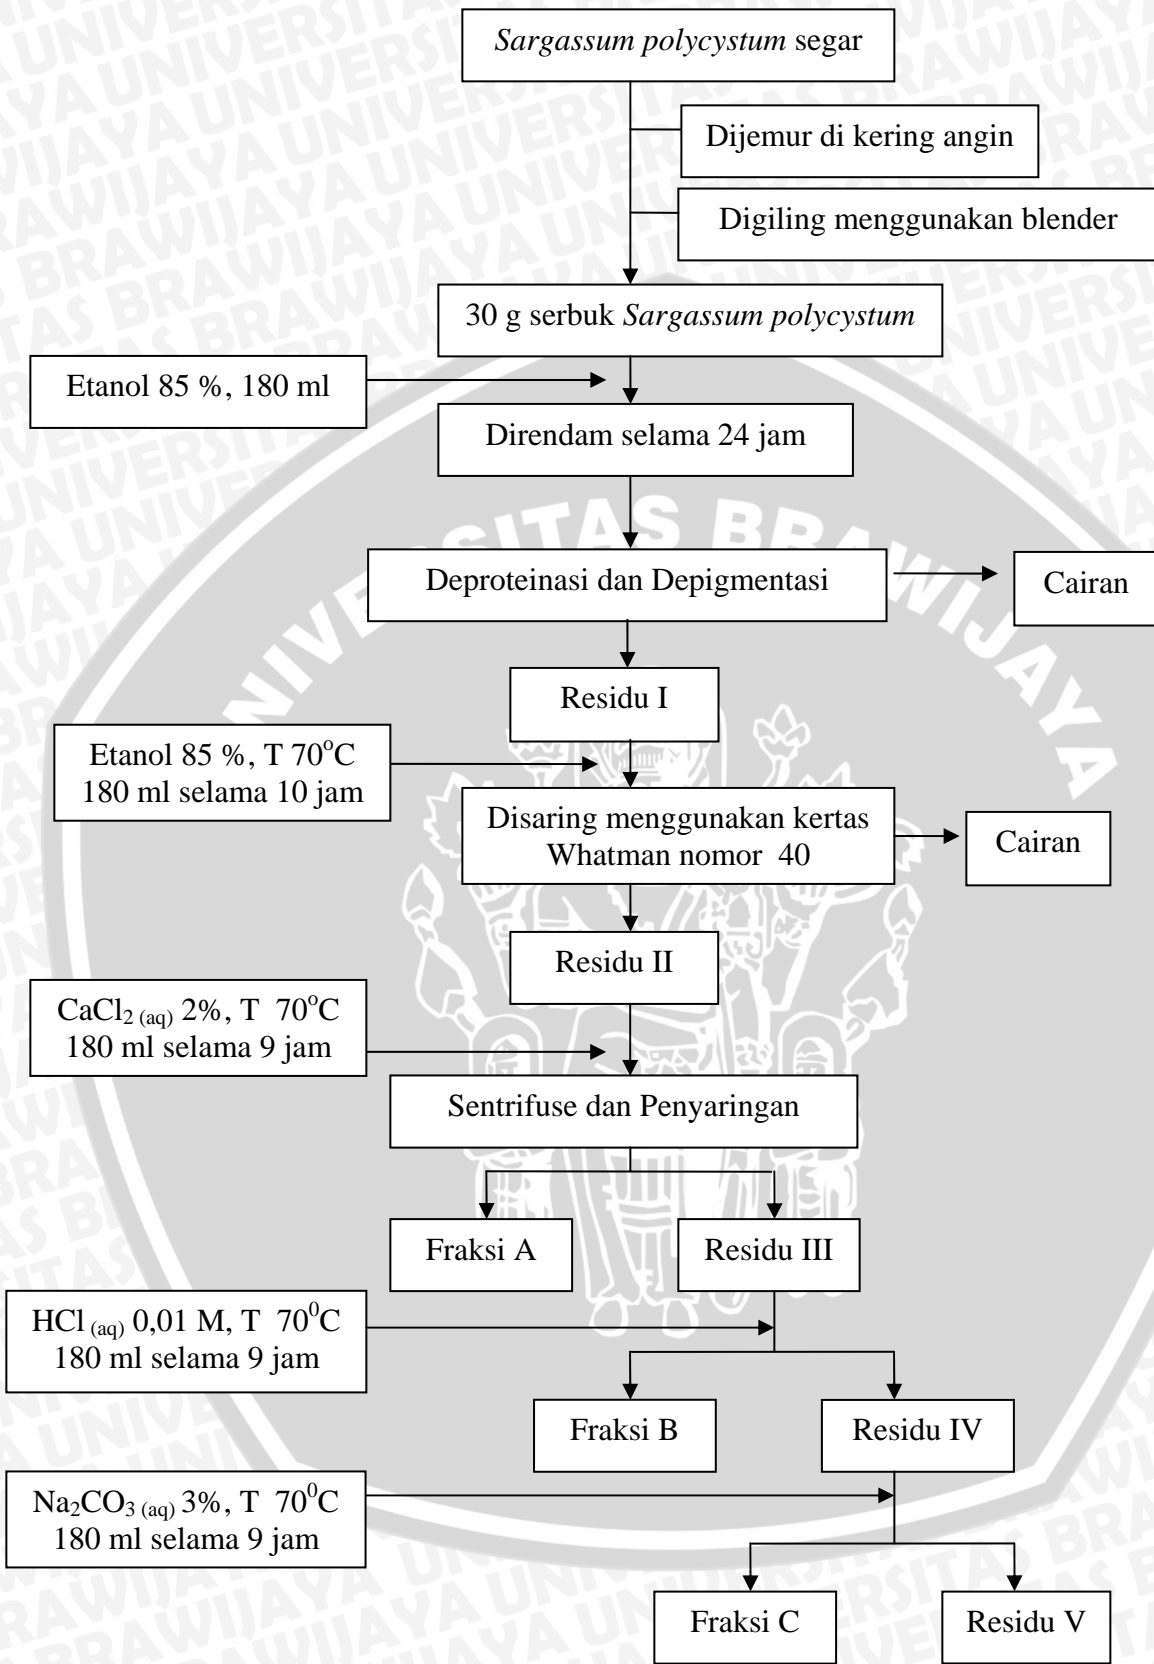 Sargassum polycystum segar
Dijemur di kering angin
Digiling menggunakan blender
30 g serbuk Sargassum polycystum
Etanol 85 %, 180 ml
Direndam selama 24 jam
Deproteinasi dan Depigmentasi
Cairan
Residu I
Etanol 85 %, T 70°C
180 ml selama 10 jam
Disaring menggunakan kertas
Whatman nomor 40
Cairan
Residu II
CaCl₂ (aq) 2%, T 70°C
180 ml selama 9 jam
Sentrifuse dan Penyaringan
Fraksi A
Residu III
HCl (aq) 0,01 M, T 70⁰C
180 ml selama 9 jam
Fraksi B
Residu IV
Na₂CO₃ (aq) 3%, T 70⁰C
180 ml selama 9 jam
Fraksi C
Residu V
UNIVERSITAS BRAWIJAYA